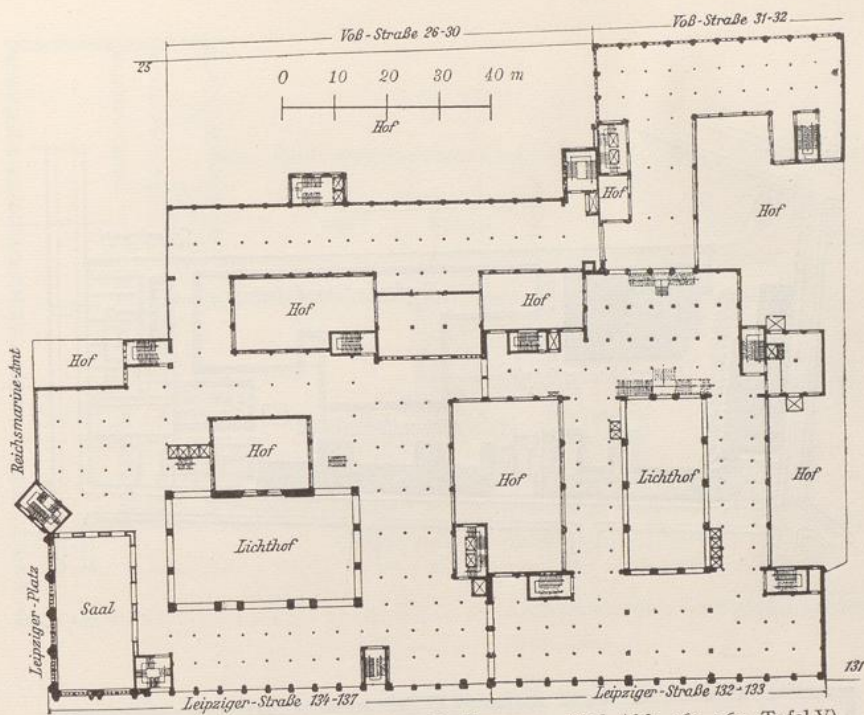 Voß-Straße 26-30
Voß-Straße 31-32
25
0 10 20 30 40 m
Hof
Hof
Hof
Hof
Hof
Hof
Reichsmarine-Amt
Hof
Hof
Lichthof
Hof
Lichthof
Leipziger-Platz
Saal
131
Leipziger-Straße 134-137
Leipziger-Straße 132-133
Tafel V)